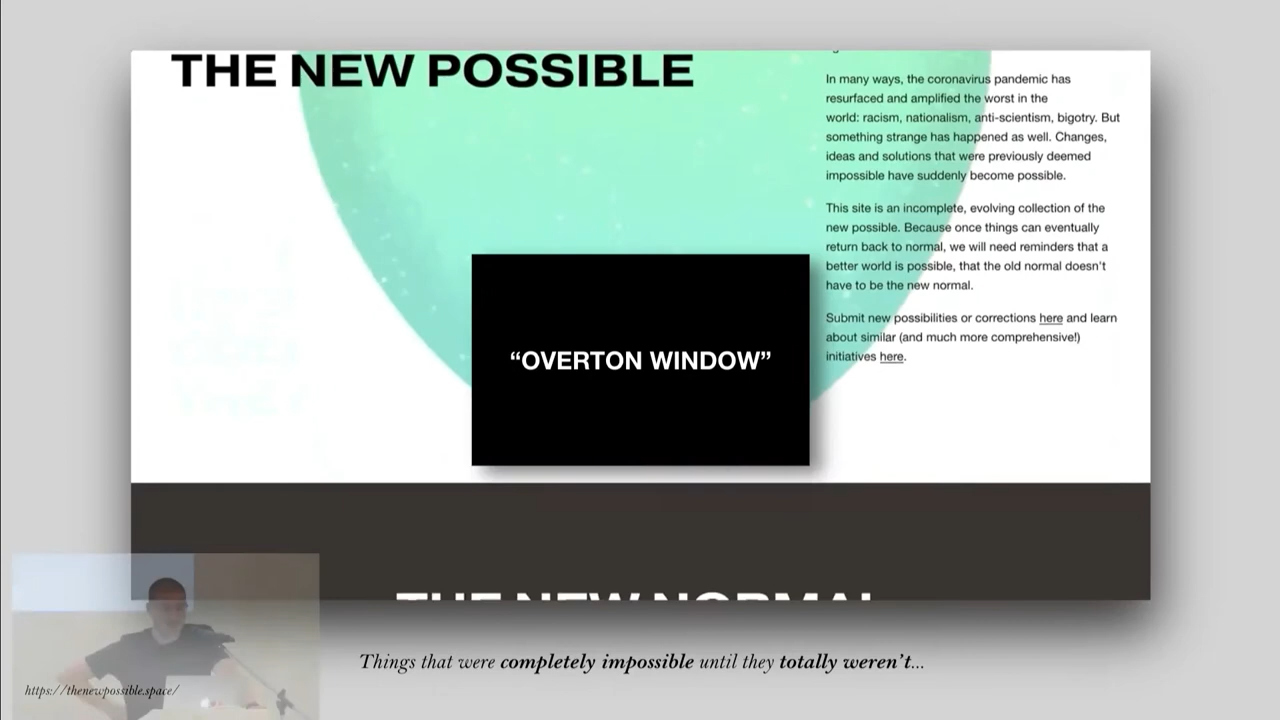 THE NEW POSSIBLE
In many ways, the coronavirus pandemic has
resurfaced and amplified the worst in the
world: racism, nationalism, anti-scientism, bigotry. But
something strange has happened as well. Changes,
ideas and solutions that were previously deemed
impossible have suddenly become possible.
This site is an incomplete, evolving collection of the
new possible. Because once things can eventually
return back to normal, we will need reminders that a
better world is possible, that the old normal doesn't
have to be the new normal.
Submit new possibilities or corrections here and learn
about similar (and much more comprehensive!)
initiatives here.
“OVERTON WINDOW”
THE NEW NORMAL
Things that were completely impossible until they totally weren’t...
https://thenewpossible.space/